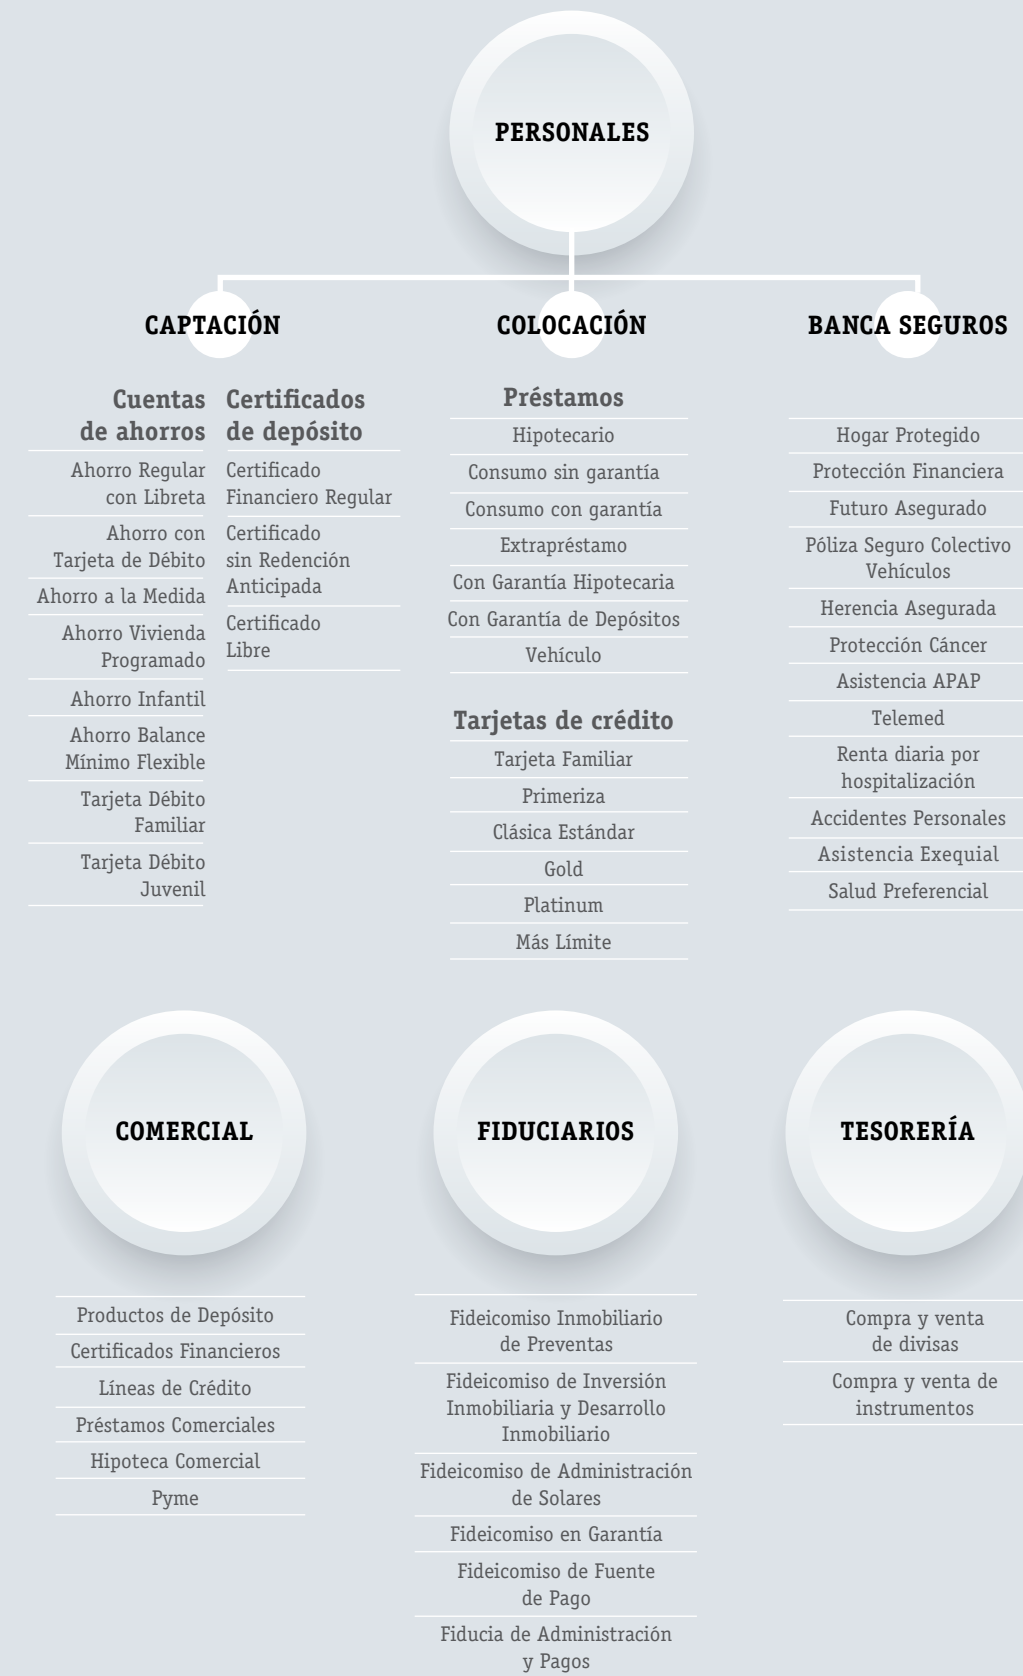 PERSONALES
CAPTACIÓN
Cuentas
de ahorros
Ahorro Regular
con Libreta
Ahorro con
Tarjeta de Débito
Ahorro a la Medida
Ahorro Vivienda
Programado
Ahorro Infantil
Ahorro Balance
Mínimo Flexible
Tarjeta Débito
Familiar
Tarjeta Débito
Juvenil
Certificados
de depósito
Certificado
Financiero Regular
Certificado
sin Redención
Anticipada
Certificado
Libre
COLOCACIÓN
Préstamos
Hipotecario
Consumo sin garantía
Consumo con garantía
Extrapréstamo
Con Garantía Hipotecaria
Con Garantía de Depósitos
Vehículo
Tarjetas de crédito
Tarjeta Familiar
Primeriza
Clásica Estándar
Gold
Platinum
Más Límite
BANCA SEGUROS
Hogar Protegido
Protección Financiera
Futuro Asegurado
Póliza Seguro Colectivo
Vehículos
Herencia Asegurada
Protección Cáncer
Asistencia APAP
Telemed
Renta diaria por
hospitalización
Accidentes Personales
Asistencia Exequial
Salud Preferencial
COMERCIAL
Productos de Depósito
Certificados Financieros
Líneas de Crédito
Préstamos Comerciales
Hipoteca Comercial
Pyme
FIDUCIARIOS
Fideicomiso Inmobiliario
de Preventas
Fideicomiso de Inversión
Inmobiliaria y Desarrollo
Inmobiliario
Fideicomiso de Administración
de Solares
Fideicomiso en Garantía
Fideicomiso de Fuente
de Pago
Fiducia de Administración
y Pagos
TESORERÍA
Compra y venta
de divisas
Compra y venta de
instrumentos